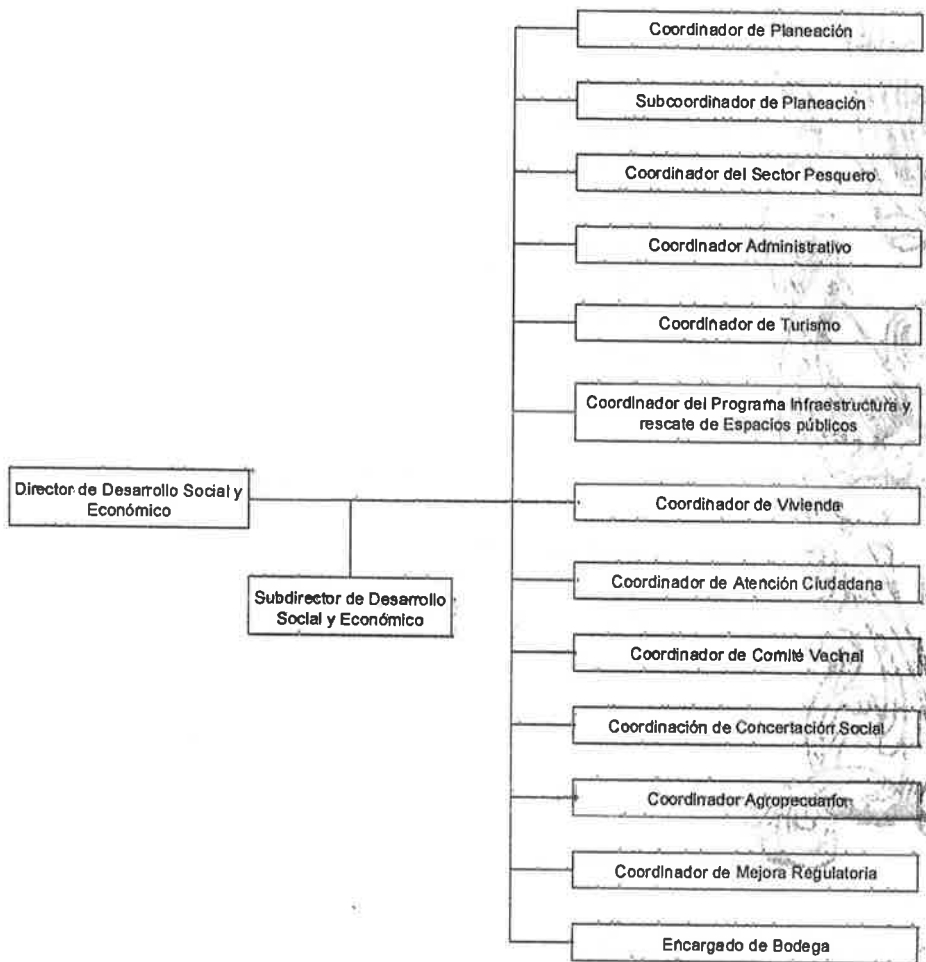 Coordinador de Planeación
Subcoordinador de Planeación
Coordinador del Sector Pesquero
Coordinador Administrativo
Coordinador de Turismo
Coordinador del Programa Infraestructura y
rescate de Espacios públicos
Director de Desarrollo Social y
Económico
Coordinador de Vivienda
Subdirector de Desarrollo
Social y Económico
Coordinador de Atención Ciudadana
Coordinador de Comité Vecinal
Coordinación de Concertación Social
Coordinador Agropecuario
Coordinador de Mejora Regulatoria
Encargado de Bodega